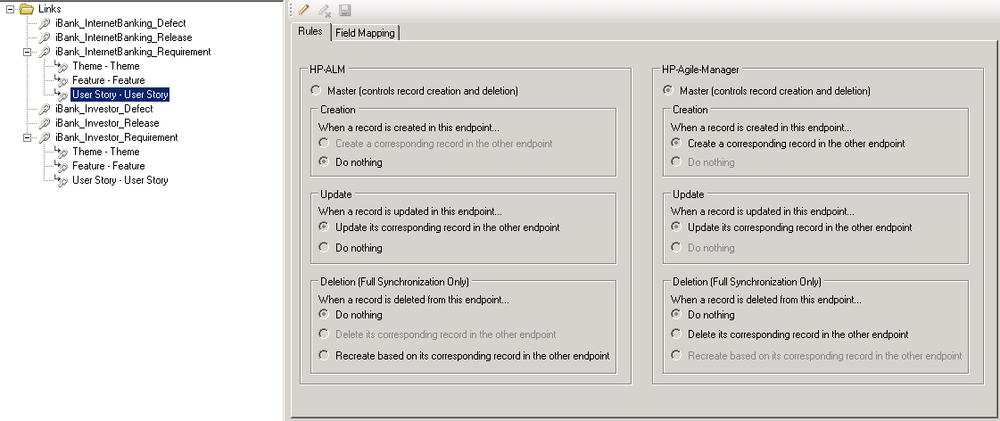 Links
iBank_InternetBanking_Defect
iBank_InternetBanking_Release
iBank_InternetBanking_Requirement
Theme - Theme
Feature - Feature
User Story - User Story
iBank_Investor_Defect
iBank_Investor_Release
iBank_Investor_Requirement
Theme - Theme
Feature - Feature
User Story - User Story
Rules Field Mapping
HP-ALM
Master (controls record creation and deletion)
Creation
When a record is created in this endpoint...
Create a corresponding record in the other endpoint
Do nothing
Update
When a record is updated in this endpoint...
Update its corresponding record in the other endpoint
Do nothing
Deletion (Full Synchronization Only)
When a record is deleted from this endpoint...
Do nothing
Delete its corresponding record in the other endpoint
Recreate based on its corresponding record in the other endpoint
HP-Agile-Manager
Master (controls record creation and deletion)
Creation
When a record is created in this endpoint...
Create a corresponding record in the other endpoint
Do nothing
Update
When a record is updated in this endpoint...
Update its corresponding record in the other endpoint
Do nothing
Deletion (Full Synchronization Only)
When a record is deleted from this endpoint...
Do nothing
Delete its corresponding record in the other endpoint
Recreate based on its corresponding record in the other endpoint